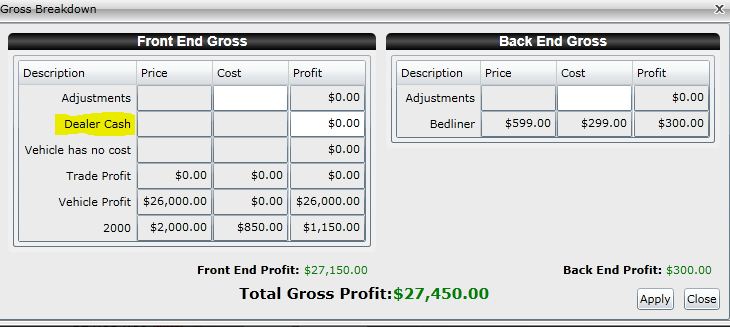 Gross Breakdown X
Front End Gross
Description Price Cost Profit
Adjustments $0.00
Dealer Cash $0.00
Vehicle has no cost $0.00
Trade Profit $0.00 $0.00 $0.00
Vehicle Profit $26,000.00 $0.00 $26,000.00
2000 $2,000.00 $850.00 $1,150.00
Front End Profit: $27,150.00
Back End Gross
Description Price Cost Profit
Adjustments $0.00
Bedliner $599.00 $299.00 $300.00
Back End Profit: $300.00
Total Gross Profit:$27,450.00
Apply Close